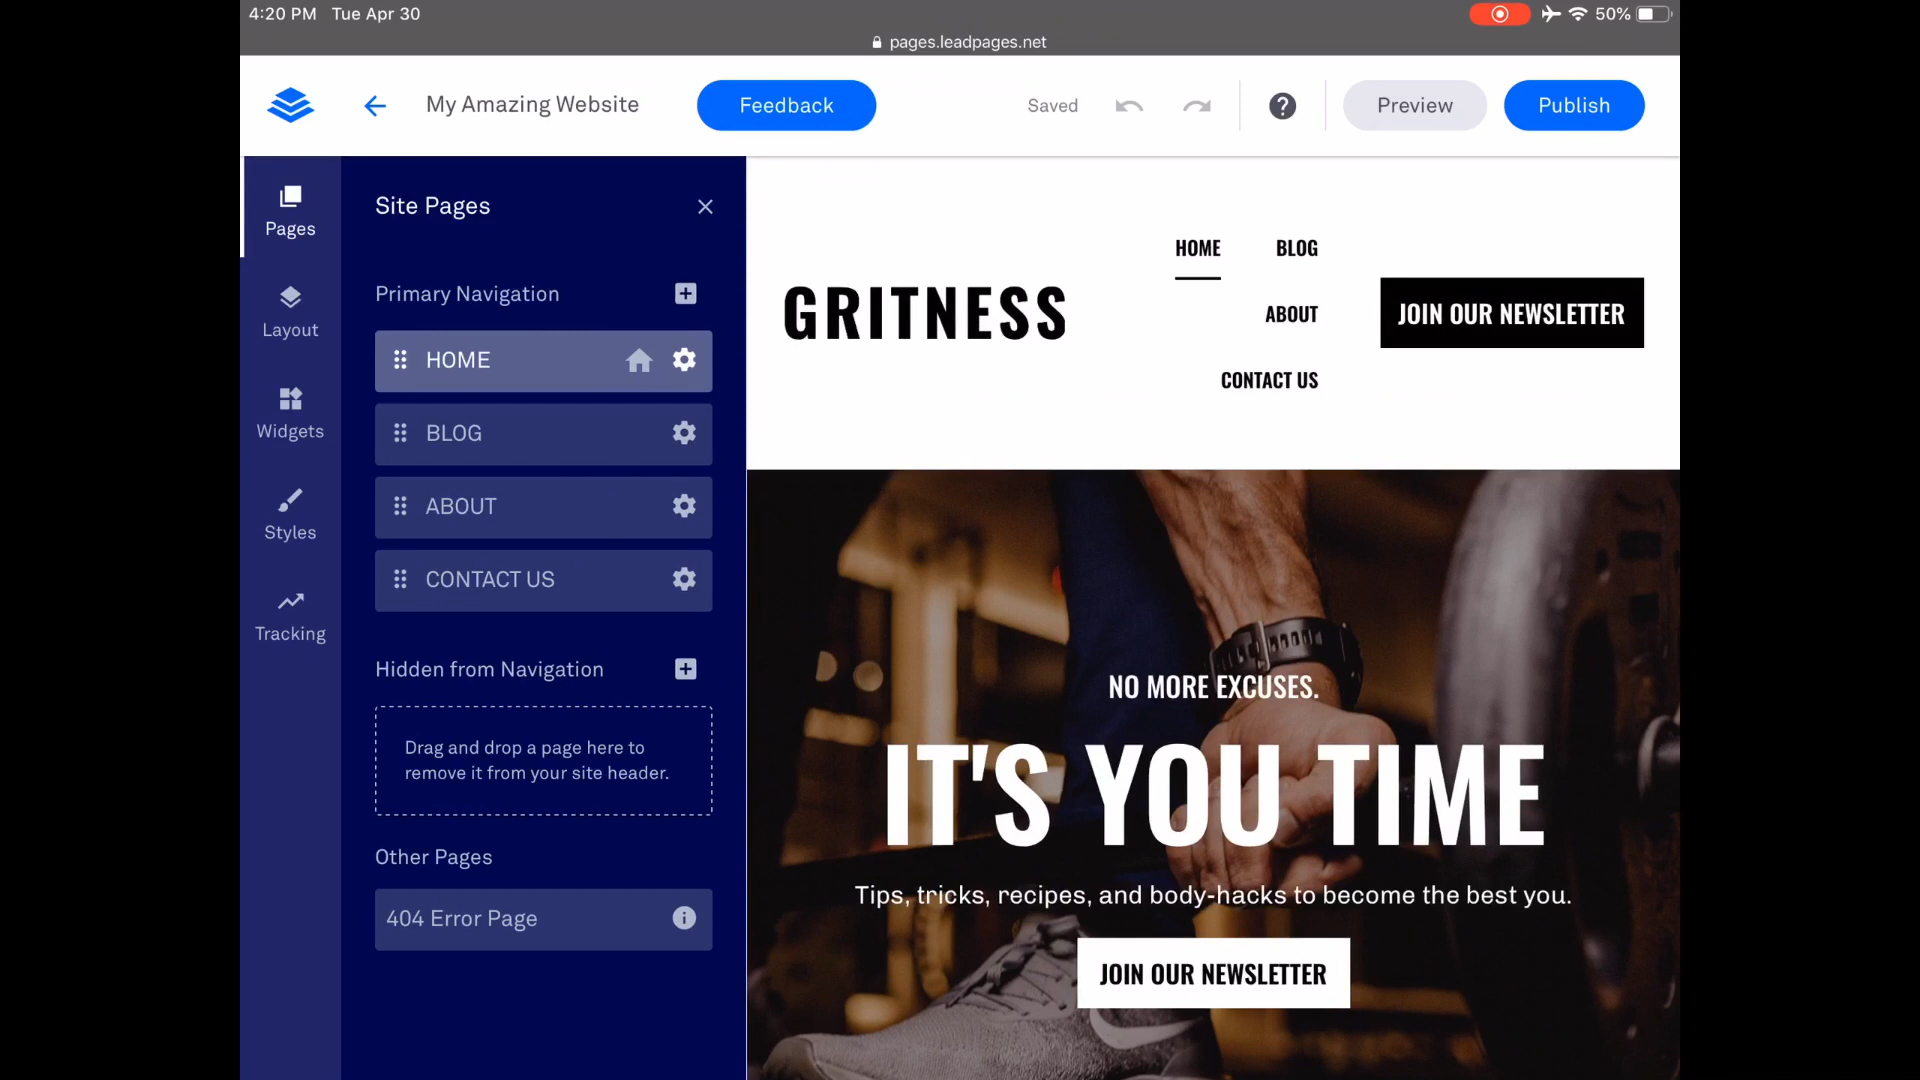 4:20 PM Tue Apr 30
50%
pages.leadpages.net
My Amazing Website
Feedback
Saved
?
Preview
Publish
Pages
Layout
Widgets
Styles
Tracking
Site Pages
Primary Navigation
HOME
BLOG
ABOUT
CONTACT US
Hidden from Navigation
Drag and drop a page here to
remove it from your site header.
Other Pages
404 Error Page
GRITNESS
HOME BLOG
ABOUT
CONTACT US
JOIN OUR NEWSLETTER
NO MORE EXCUSES.
IT'S YOU TIME
Tips, tricks, recipes, and body-hacks to become the best you.
JOIN OUR NEWSLETTER